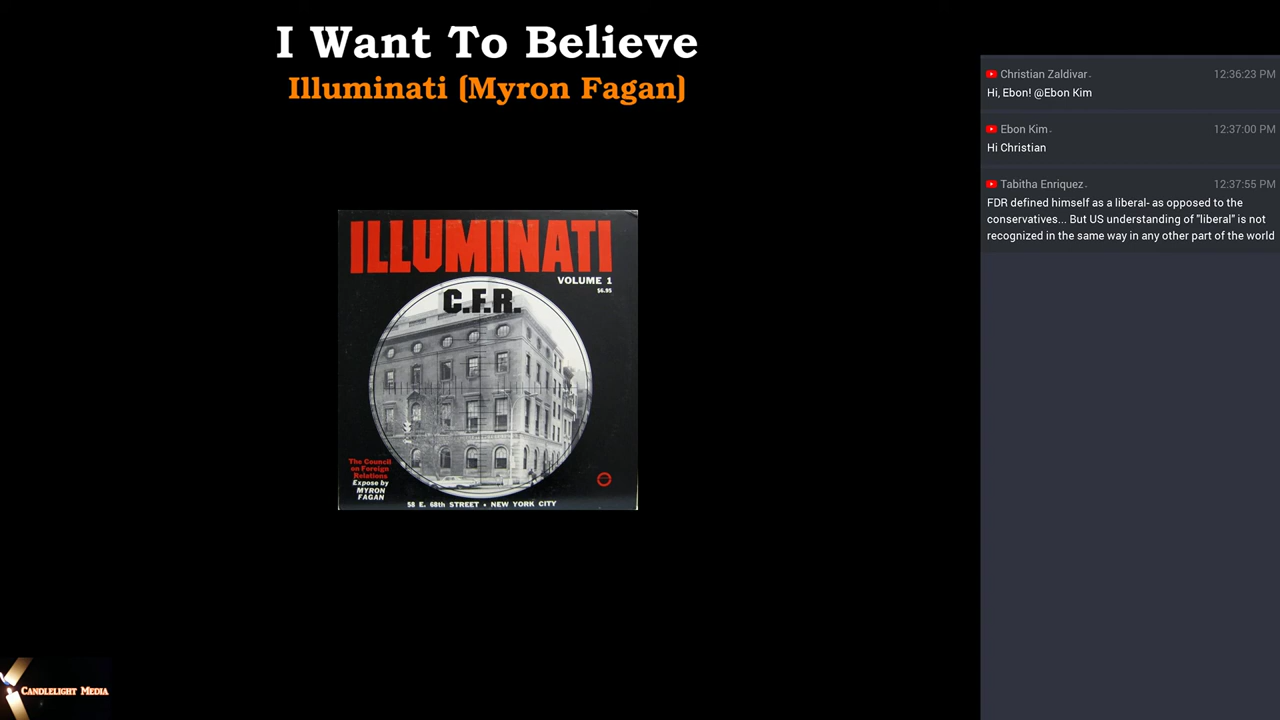 I Want To Believe
Illuminati (Myron Fagan)
ILLUMINATI
VOLUME 1
$6.95
C.F.R.
The Council
on Foreign
Relations
Expose by
MYRON
FAGAN
58 E. 68th STREET • NEW YORK CITY
CANDLELIGHT MEDIA
Christian Zaldivar
12:36:23 PM
Hi, Ebon! @Ebon Kim
Ebon Kim
12:37:00 PM
Hi Christian
Tabitha Enriquez
12:37:55 PM
FDR defined himself as a liberal- as opposed to the
conservatives... But US understanding of "liberal" is not
recognized in the same way in any other part of the world